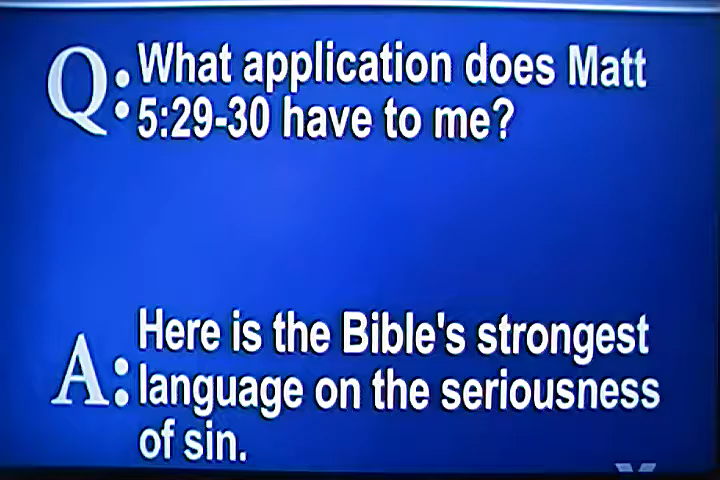 Q: What application does Matt
5:29-30 have to me?
A: Here is the Bible's strongest
language on the seriousness
of sin.